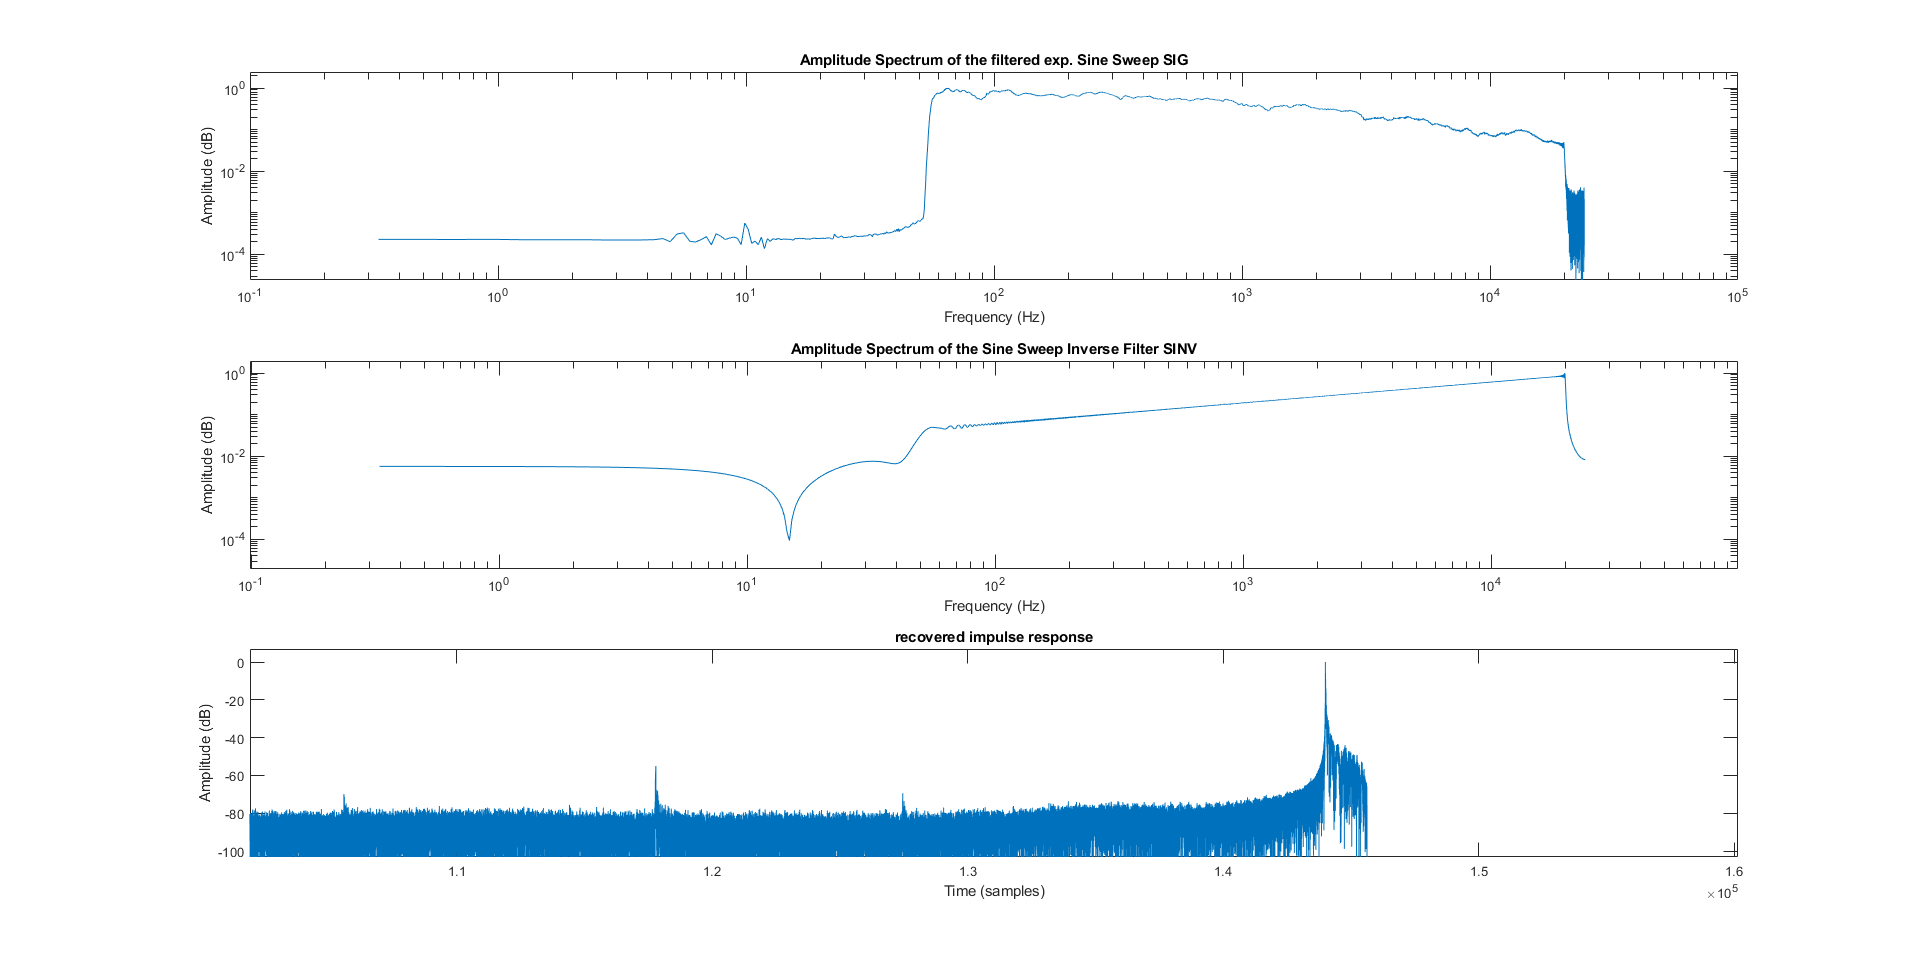 Amplitude Spectrum of the filtered exp. Sine Sweep SIG
Amplitude (dB)
10^0
10^-2
10^-4
10^-1 10^0 10^1 10^2 10^3 10^4 10^5
Frequency (Hz)
Amplitude Spectrum of the Sine Sweep Inverse Filter SINV
Amplitude (dB)
10^0
10^-2
10^-4
10^-1 10^0 10^1 10^2 10^3 10^4
Frequency (Hz)
recovered impulse response
Amplitude (dB)
0
-20
-40
-60
-80
-100
1.1 1.2 1.3 1.4 1.5 1.6
Time (samples)
×10^5